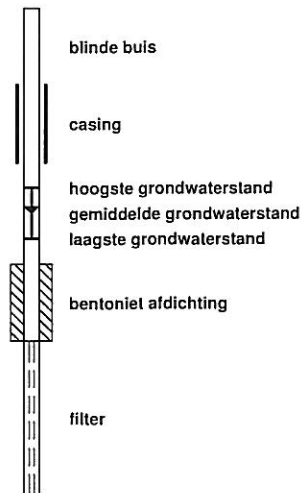 blinde buis
casing
hoogste grondwaterstand
gemiddelde grondwaterstand
laagste grondwaterstand
bentoniet afdichting
filter